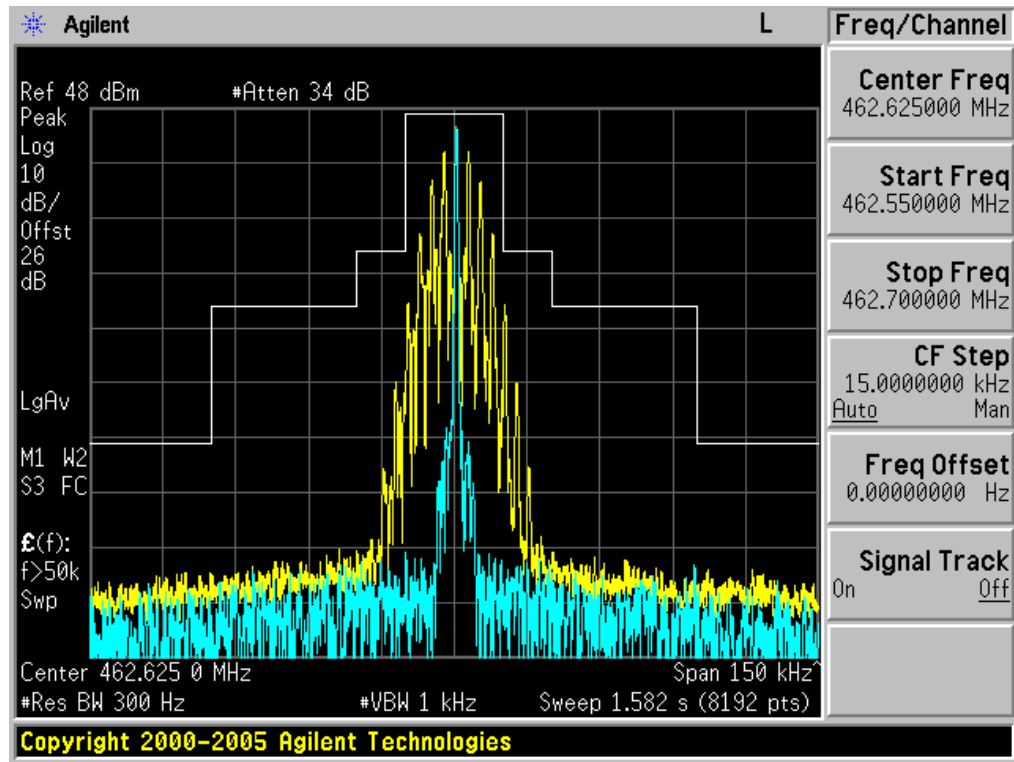 Agilent
L
Freq/Channel
Ref 48 dBm
#Atten 34 dB
Peak
Log
10
dB/
Offst
26
dB
LgAv
M1 W2
S3 FC
£(f):
f>50k
Swp
Center 462.625 0 MHz
Span 150 kHz^
#Res BW 300 Hz
#VBW 1 kHz
Sweep 1.582 s (8192 pts)
Center Freq
462.625000 MHz
Start Freq
462.550000 MHz
Stop Freq
462.700000 MHz
CF Step
15.0000000 kHz
Auto Man
Freq Offset
0.00000000 Hz
Signal Track
On Off
Copyright 2000-2005 Agilent Technologies